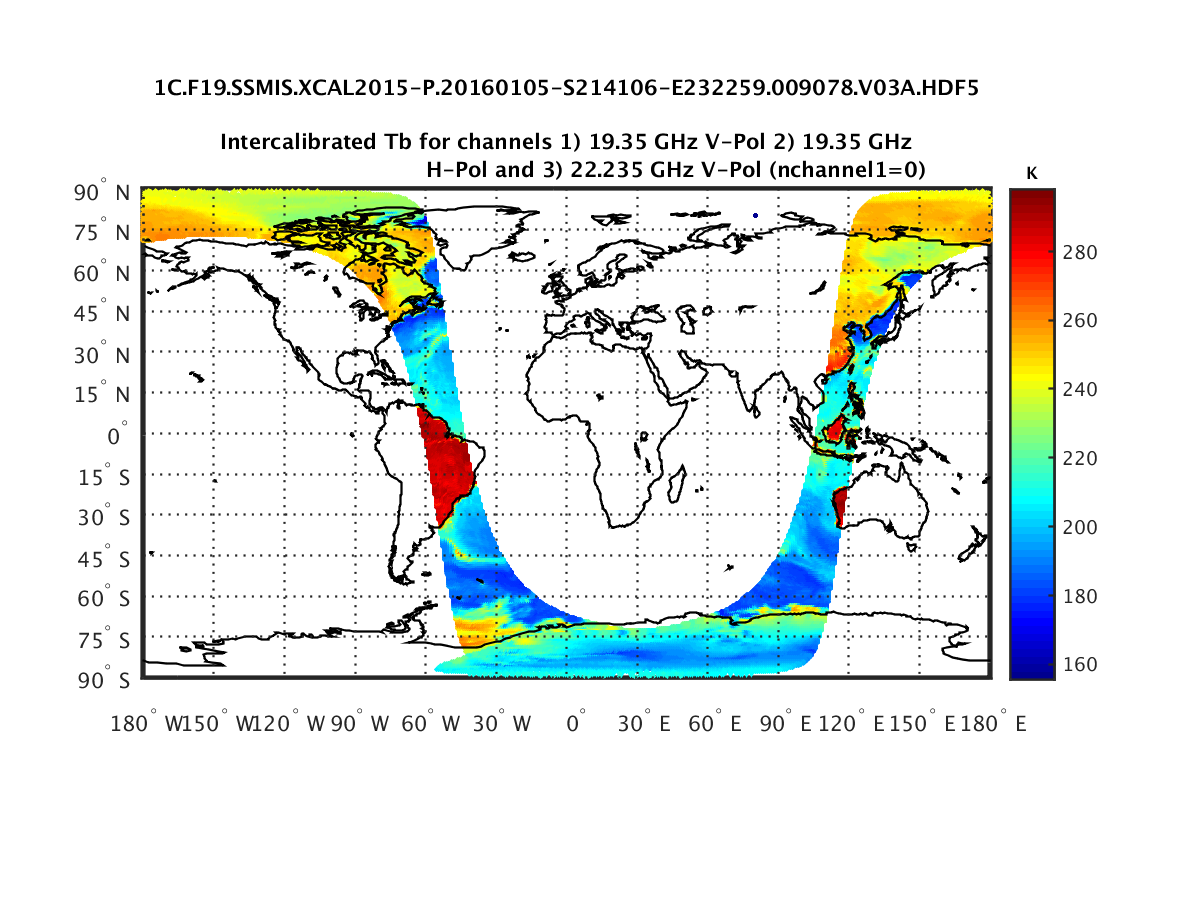 1C.F19.SSMIS.XCAL2015-P.20160105-S214106-E232259.009078.V03A.HDF5
Intercalibrated Tb for channels 1) 19.35 GHz V-Pol 2) 19.35 GHz
H-Pol and 3) 22.235 GHz V-Pol (nchannel1=0)
K
90° N
75° N
60° N
45° N
30° N
15° N
0°
15° S
30° S
45° S
60° S
75° S
90° S
280
260
240
220
200
180
160
180° W 150° W 120° W 90° W 60° W 30° W 0° 30° E 60° E 90° E 120° E 150° E 180° E